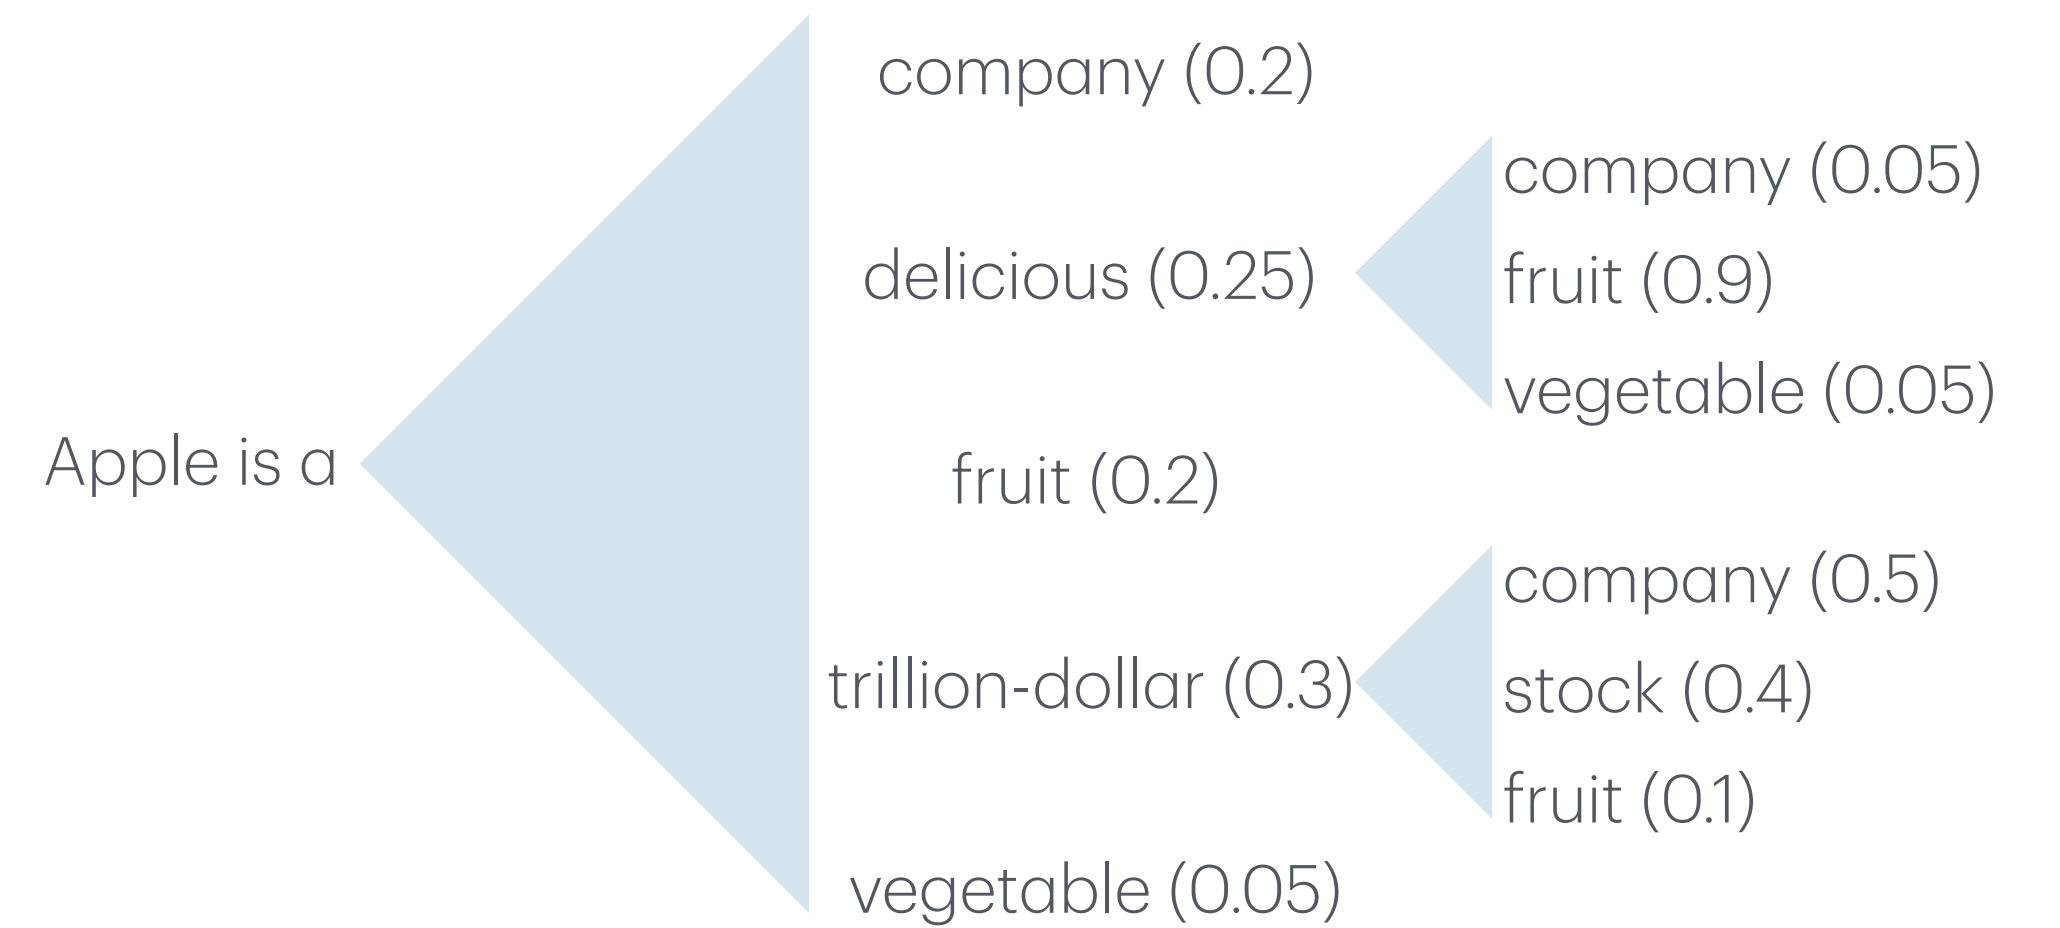 Apple is a
company (0.2)
delicious (0.25)
fruit (0.2)
trillion-dollar (0.3)
vegetable (0.05)
company (0.05)
fruit (0.9)
vegetable (0.05)
company (0.5)
stock (0.4)
fruit (0.1)